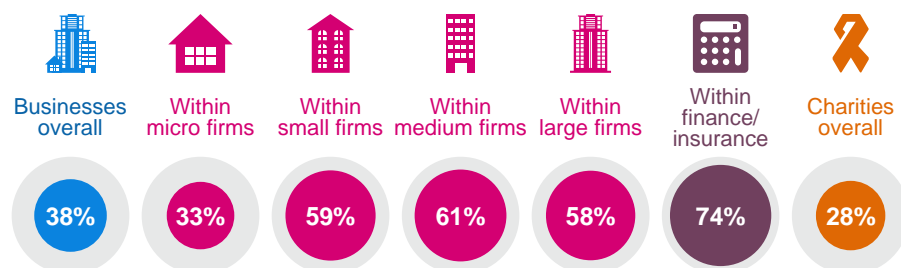 Businesses
overall
Within
micro firms
Within
small firms
Within
medium firms
Within
large firms
Within
finance/
insurance
Charities
overall
38%
33%
59%
61%
58%
74%
28%